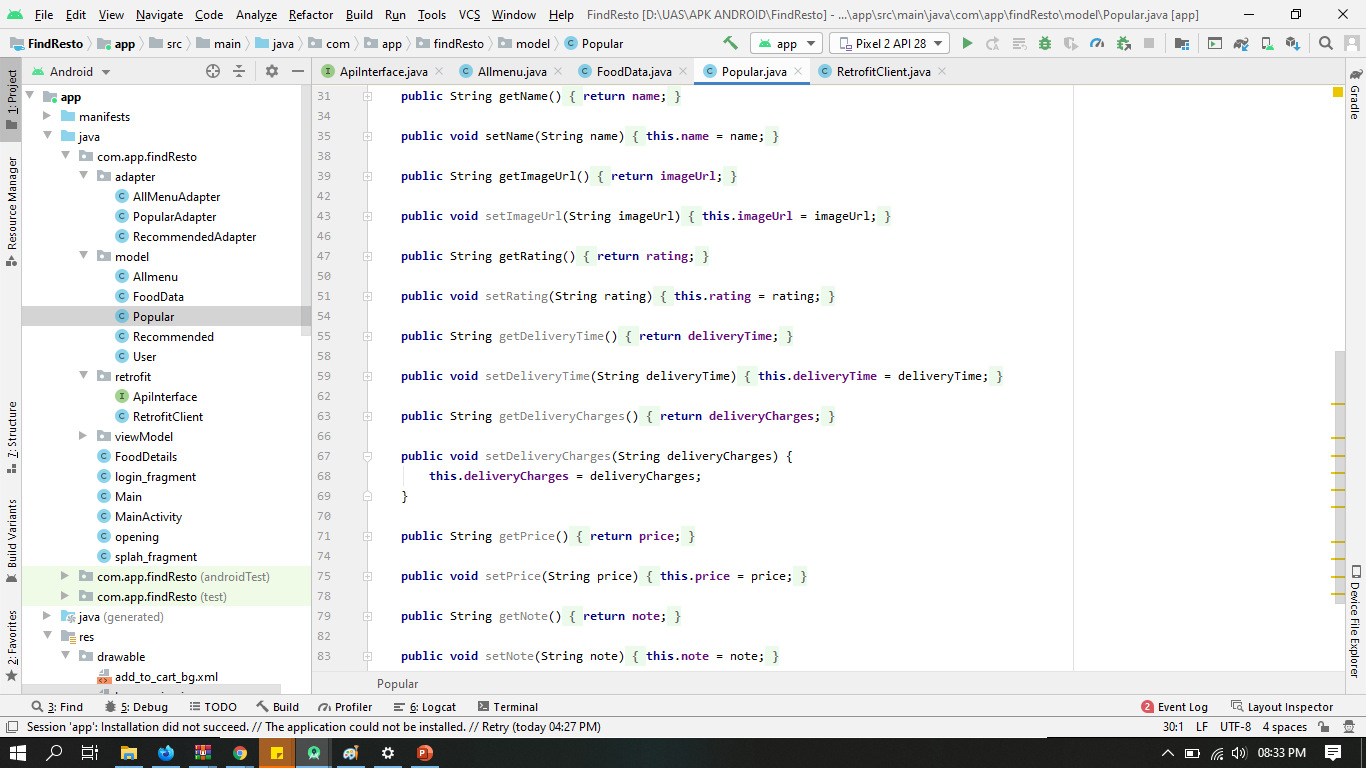 File Edit View Navigate Code Analyze Refactor Build Run Tools VCS Window Help FindResto [D:\UAS\APK ANDROID\FindResto] - ...\app\src\main\java\com\app\findResto\model\Popular.java [app]
FindResto app src main java com app findResto model Popular app Pixel 2 API 28
1: Project
Resource Manager
Z: Structure
Build Variants
2: Favorites
Android
app
manifests
java
com.app.findResto
adapter
AllMenuAdapter
PopularAdapter
RecommendedAdapter
model
Allmenu
FoodData
Popular
Recommended
User
retrofit
ApiInterface
RetrofitClient
viewModel
FoodDetails
login_fragment
Main
MainActivity
opening
splah_fragment
com.app.findResto (androidTest)
com.app.findResto (test)
java (generated)
res
drawable
add_to_cart_bg.xml
ApiInterface.java Allmenu.java FoodData.java Popular.java RetrofitClient.java
31 public String getName() { return name; }
34
35 public void setName(String name) { this.name = name; }
38
39 public String getImageUrl() { return imageUrl; }
42
43 public void setImageUrl(String imageUrl) { this.imageUrl = imageUrl; }
46
47 public String getRating() { return rating; }
50
51 public void setRating(String rating) { this.rating = rating; }
54
55 public String getDeliveryTime() { return deliveryTime; }
58
59 public void setDeliveryTime(String deliveryTime) { this.deliveryTime = deliveryTime; }
62
63 public String getDeliveryCharges() { return deliveryCharges; }
66
67 public void setDeliveryCharges(String deliveryCharges) {
68 this.deliveryCharges = deliveryCharges;
69 }
70
71 public String getPrice() { return price; }
74
75 public void setPrice(String price) { this.price = price; }
78
79 public String getNote() { return note; }
82
83 public void setNote(String note) { this.note = note; }
Popular
Gradle
Device File Explorer
3: Find 5: Debug TODO Build Profiler 6: Logcat Terminal 2 Event Log Layout Inspector
Session 'app': Installation did not succeed. // The application could not be installed. // Retry (today 04:27 PM) 30:1 LF UTF-8 4 spaces
08:33 PM